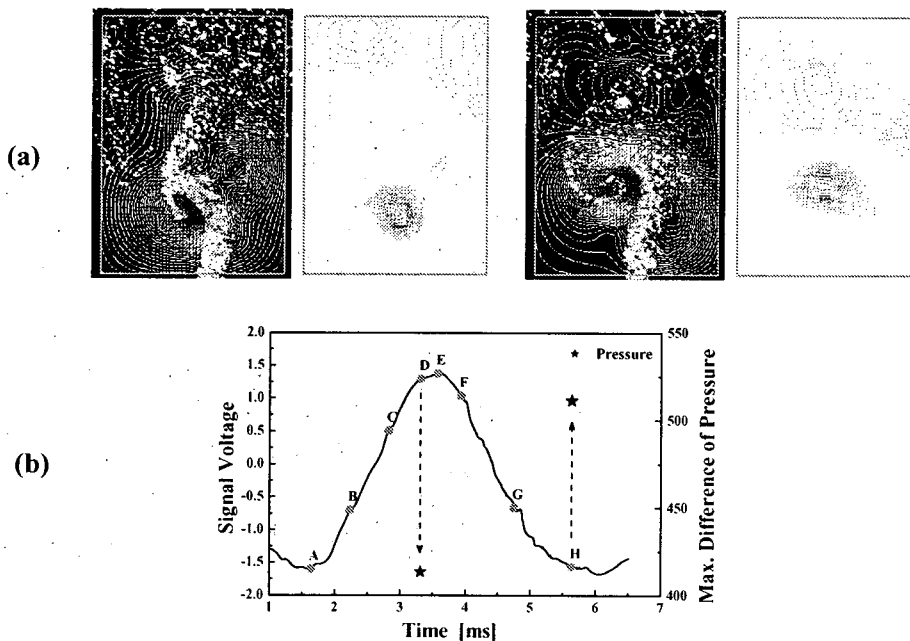 (a)
(b)
2.0
1.5
1.0
0.5
0.0
-0.5
-1.0
-1.5
-2.0
Signal Voltage
A
B
C
D
E
F
G
H
★ Pressure
550
500
450
400
Max. Difference of Pressure
1 2 3 4 5 6 7
Time [ms]